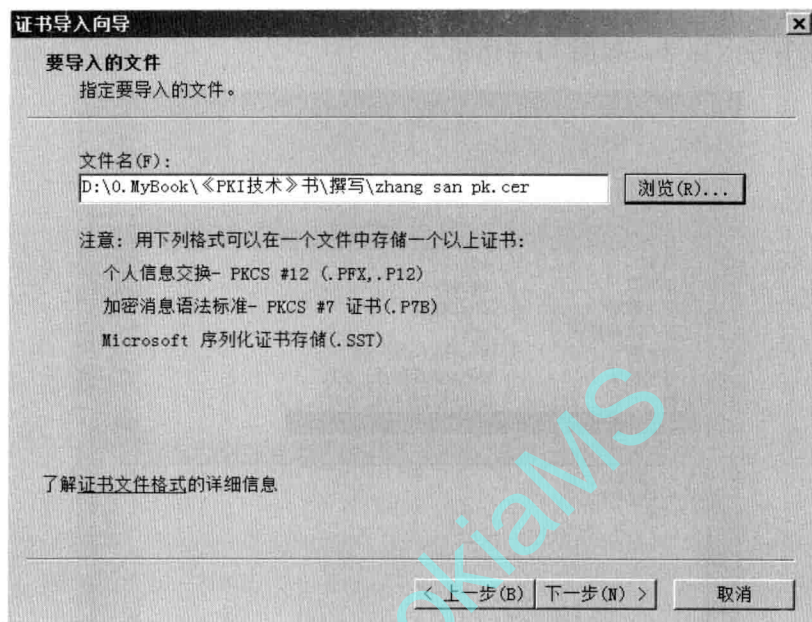 证书导入向导
要导入的文件
指定要导入的文件。
文件名(F):
D:\0.MyBook\《PKI技术》书\撰写\zhang san pk.cer
浏览(R)...
注意: 用下列格式可以在一个文件中存储一个以上证书:
个人信息交换- PKCS #12 (.PFX,.P12)
加密消息语法标准- PKCS #7 证书(.P7B)
Microsoft 序列化证书存储(.SST)
了解证书文件格式的详细信息
< 上一步(B) 下一步(N) > 取消
okiaMS